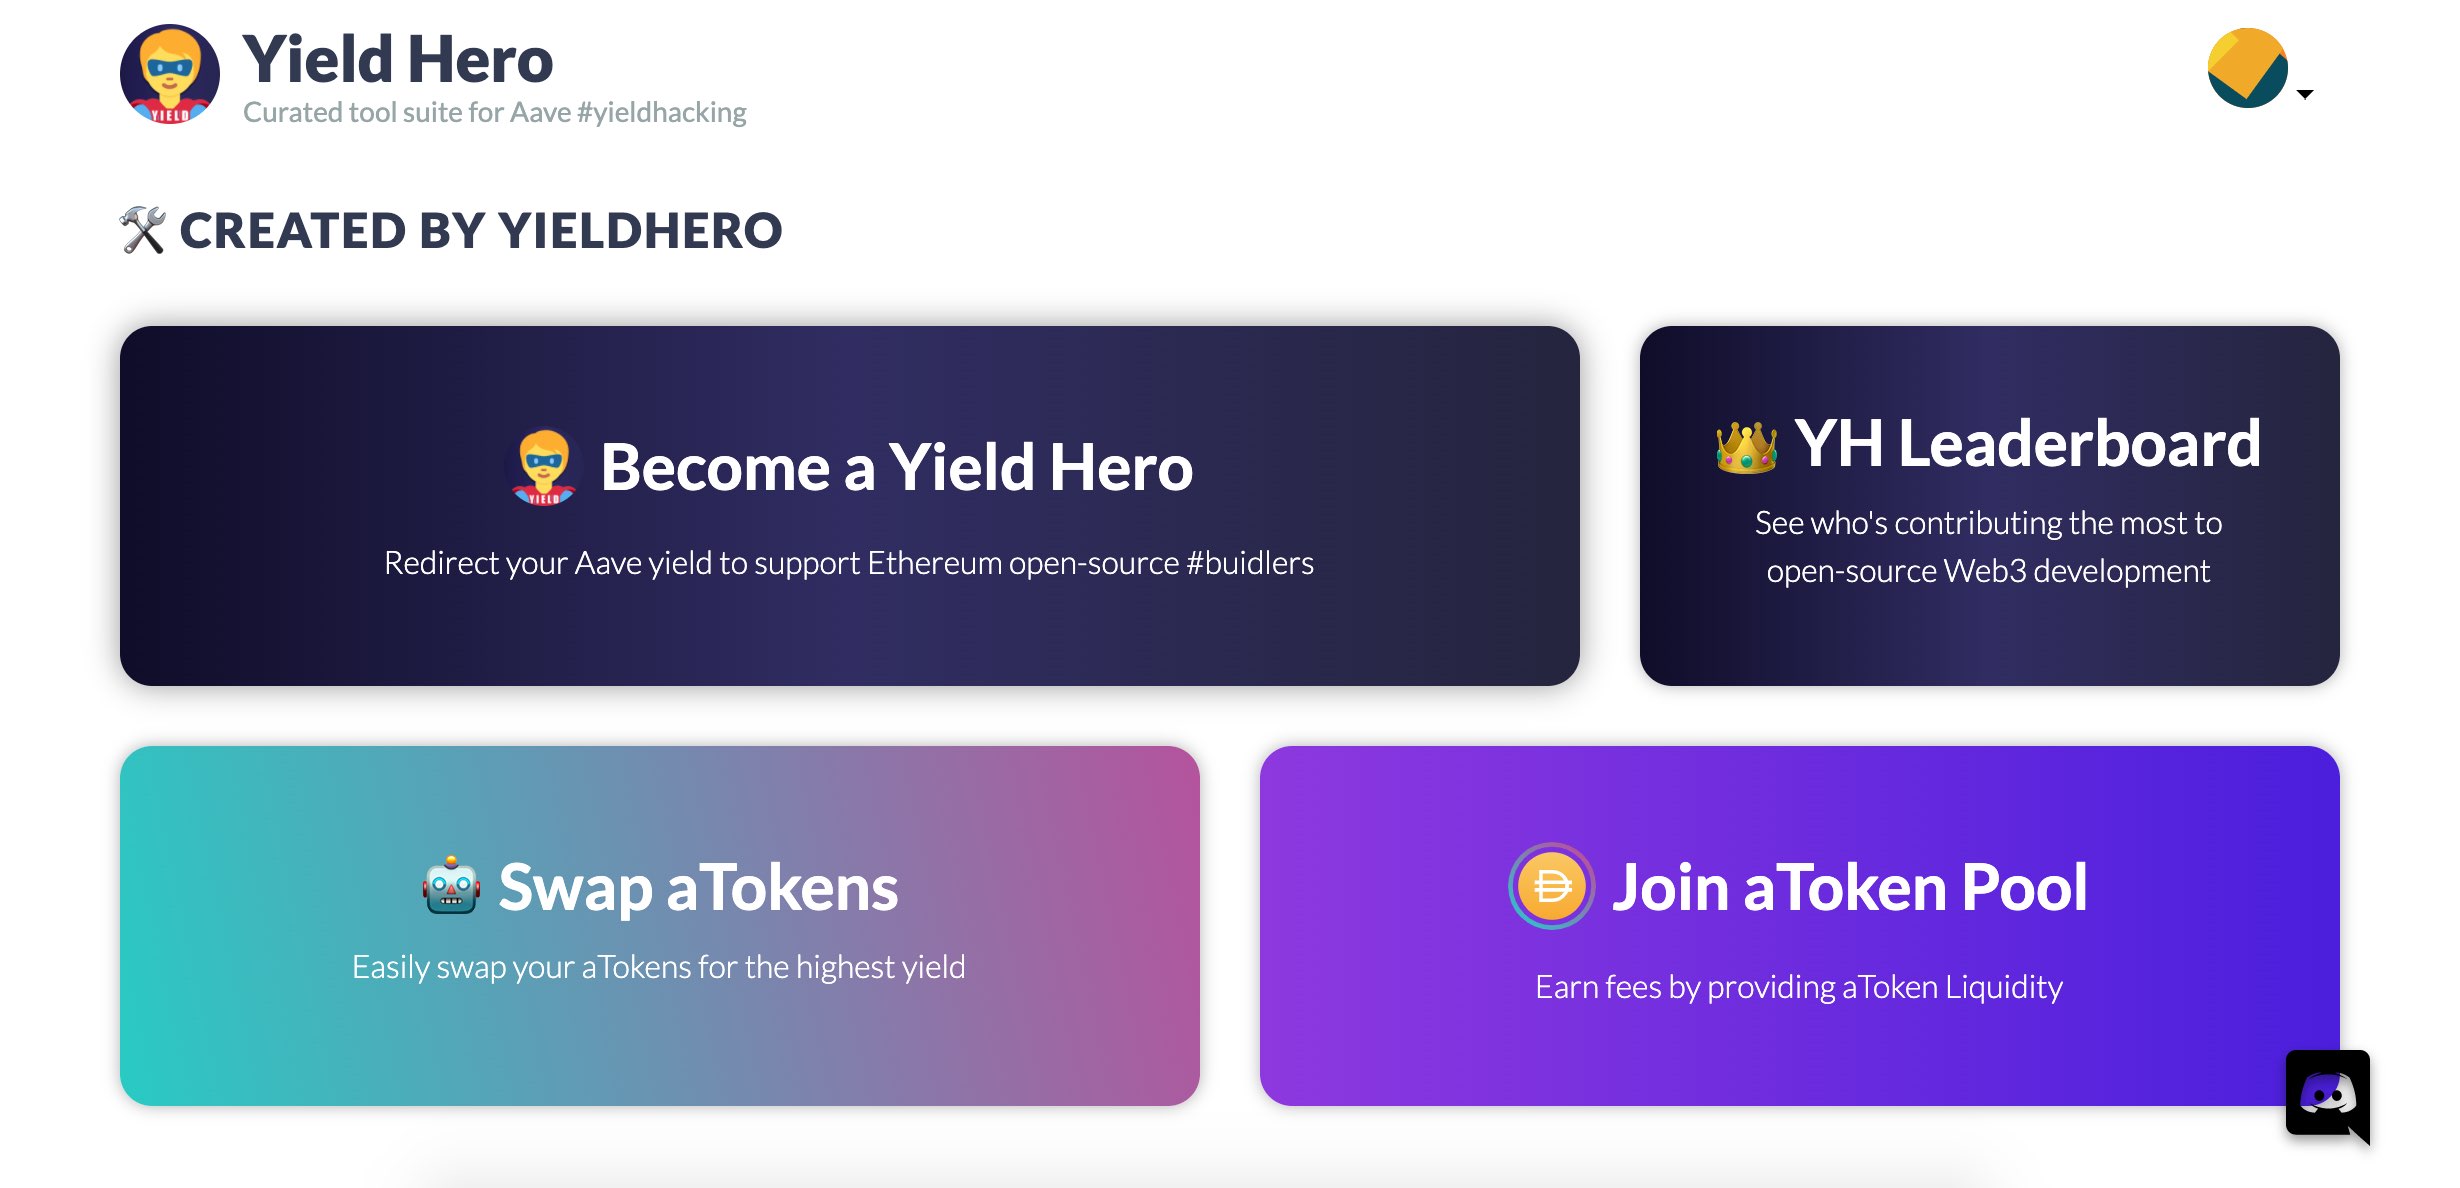 Yield Hero
Curated tool suite for Aave #yieldhacking
🛠 CREATED BY YIELDHERO
Become a Yield Hero
Redirect your Aave yield to support Ethereum open-source #buidlers
YH Leaderboard
See who's contributing the most to
open-source Web3 development
Swap aTokens
Easily swap your aTokens for the highest yield
Join aToken Pool
Earn fees by providing aToken Liquidity
YIELD
YIELD